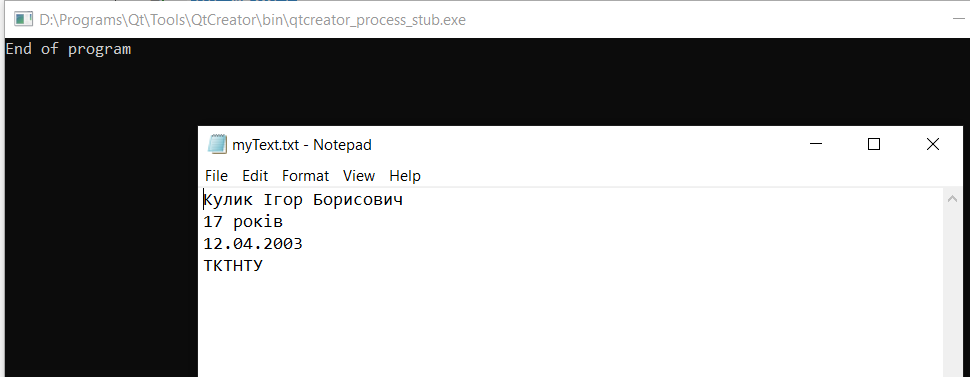 D:\Programs\Qt\Tools\QtCreator\bin\qtcreator_process_stub.exe
End of program
myText.txt - Notepad
File Edit Format View Help
Кулик Ігор Борисович
17 років
12.04.2003
ТКТНТУ